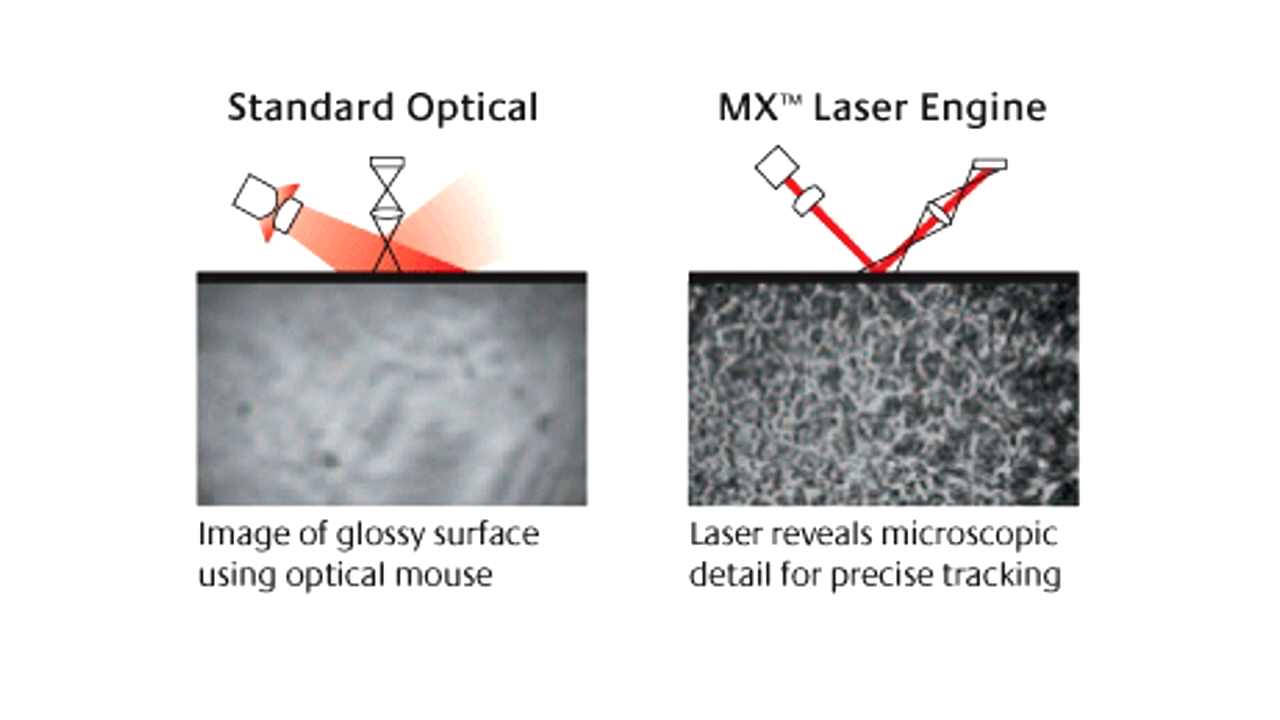 Standard Optical
MX™ Laser Engine
Image of glossy surface
using optical mouse
Laser reveals microscopic
detail for precise tracking